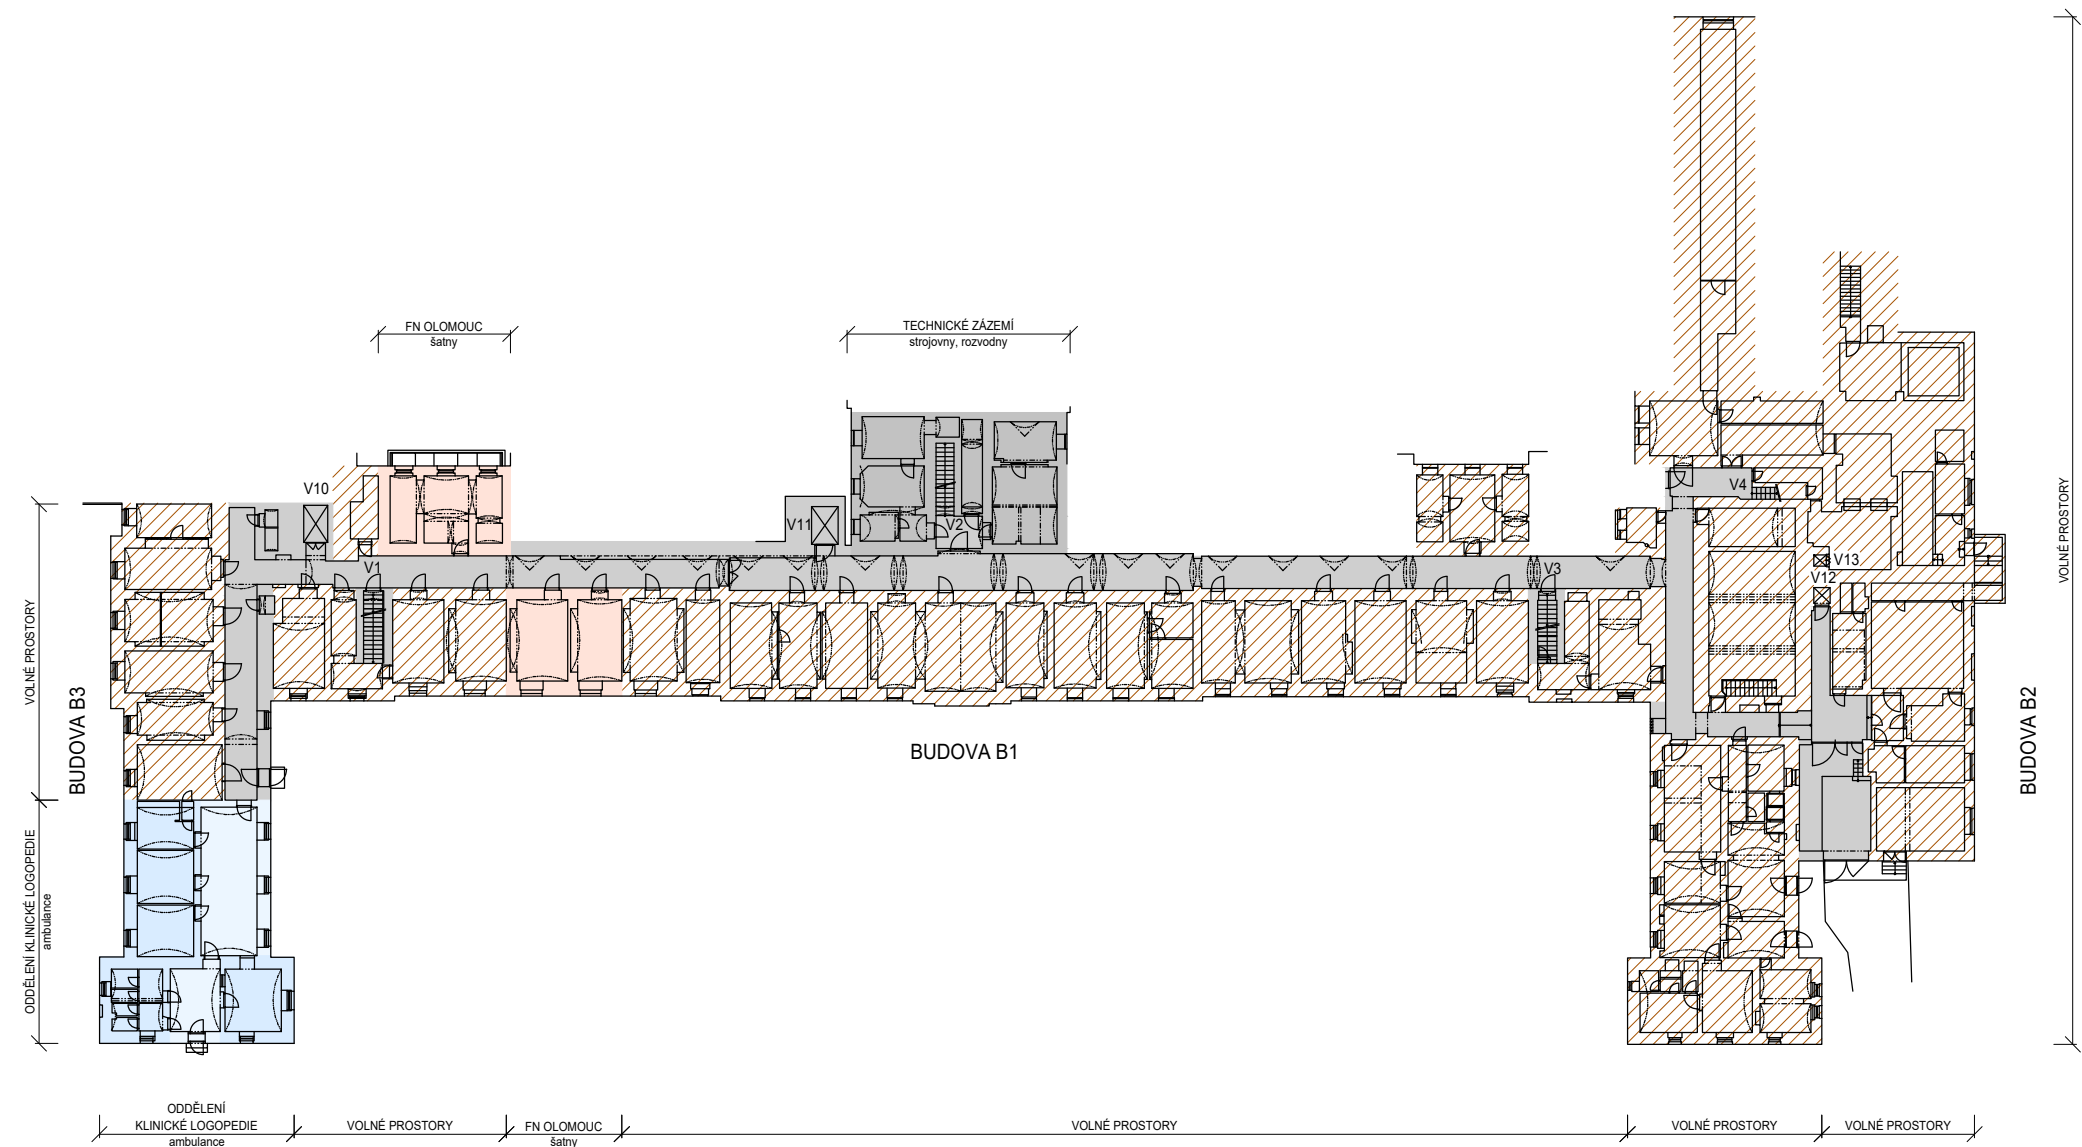 FN OLOMOUC
šatny
TECHNICKÉ ZÁZEMÍ
strojovny, rozvodny
V10
V11
V2
V4
V1
V3
V13
V12
VOLNÉ PROSTORY
VOLNÉ PROSTORY
BUDOVA B3
BUDOVA B1
BUDOVA B2
ODDĚLENÍ KLINICKÉ LOGOPEDIE
ambulance
ODDĚLENÍ
KLINICKÉ LOGOPEDIE
ambulance
VOLNÉ PROSTORY
FN OLOMOUC
šatny
VOLNÉ PROSTORY
VOLNÉ PROSTORY
VOLNÉ PROSTORY